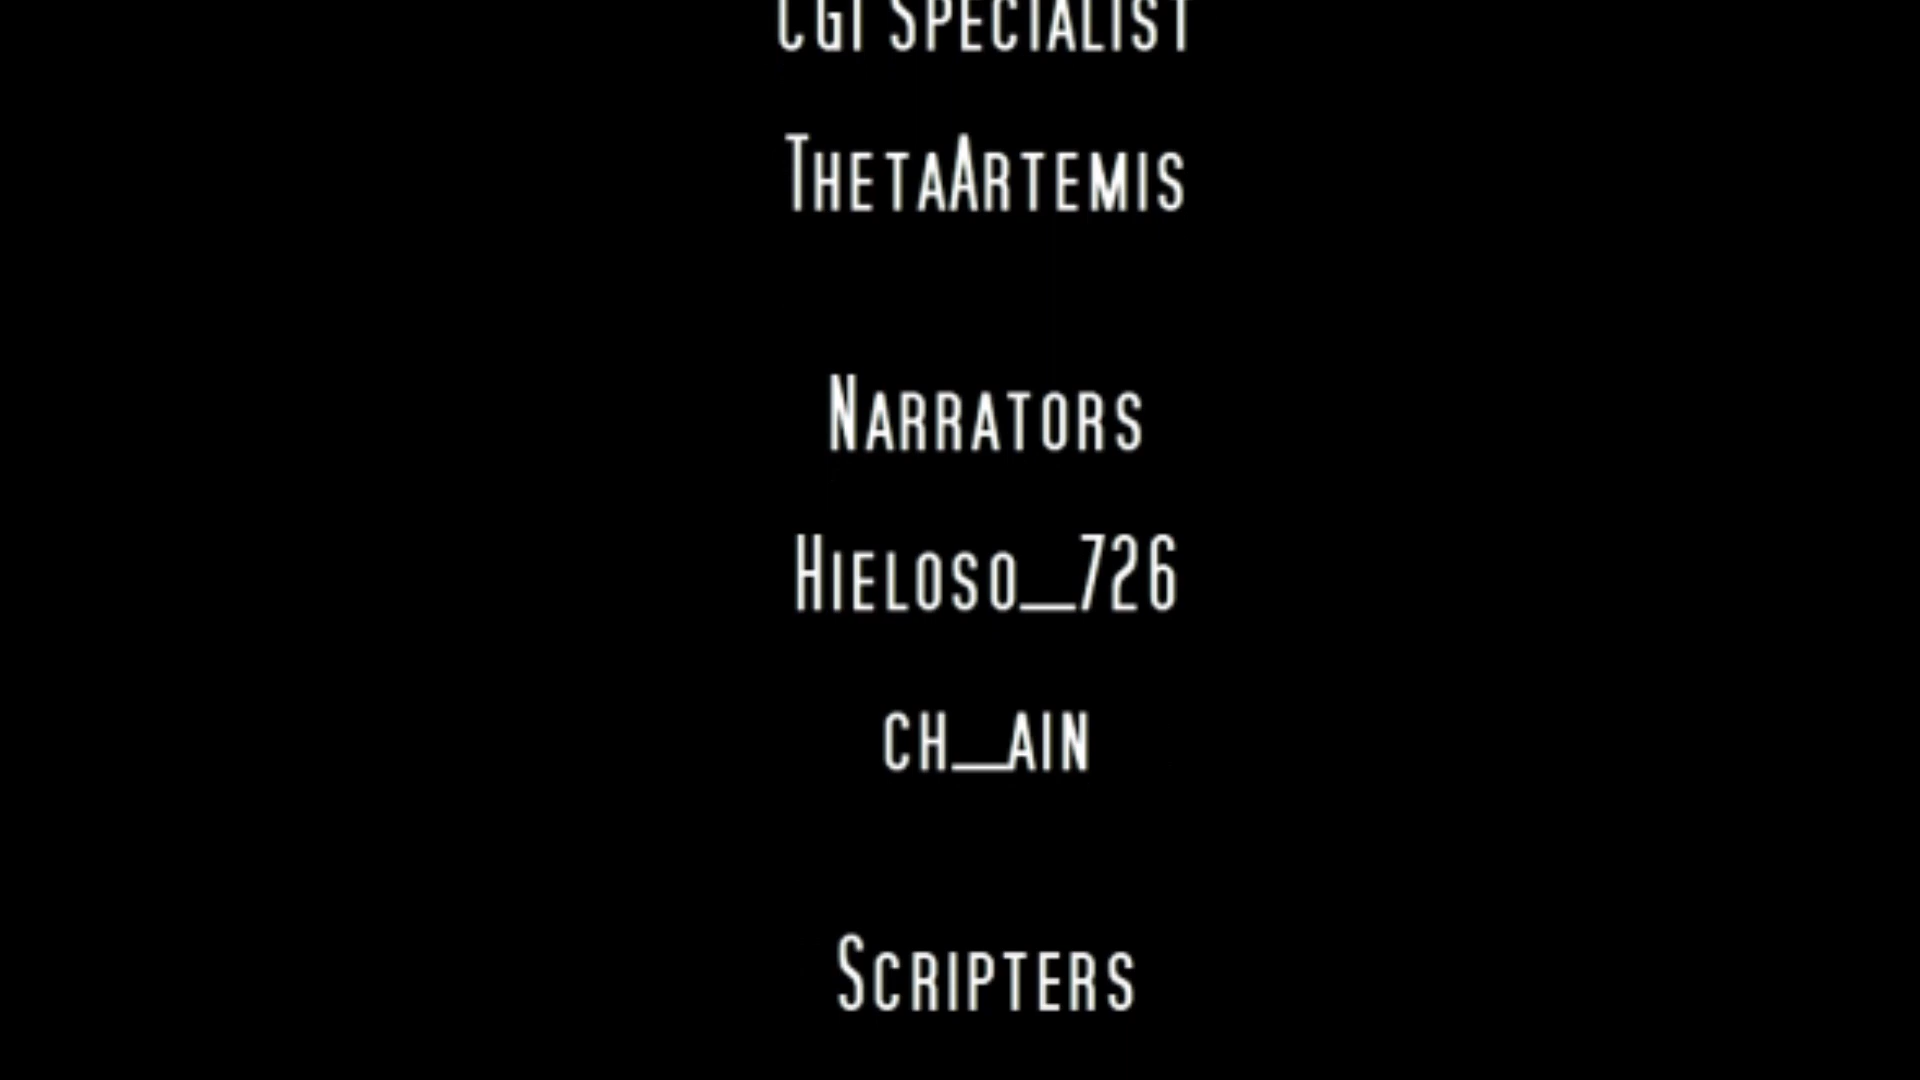 CGI Specialist
ThetaArtemis
Narrators
Hieloso_726
ch_ain
Scripters